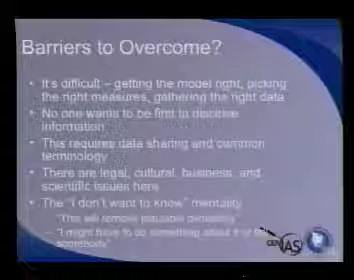 Barriers to Overcome?
• It's difficult – getting the model right, picking
the right measures, gathering the right data
• No one wants to be first to disclose
information
• This requires data sharing and common
terminology
• There are legal, cultural, business, and
scientific issues here
• The "I don't want to know" mentality
– "This will remove plausible deniability"
– "I might have to do something about it or tell
somebody"